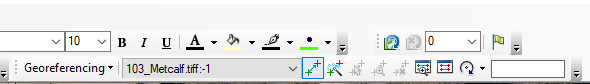 10 B I U A 0
Georeferencing 103_Metcalf.tiff:-1